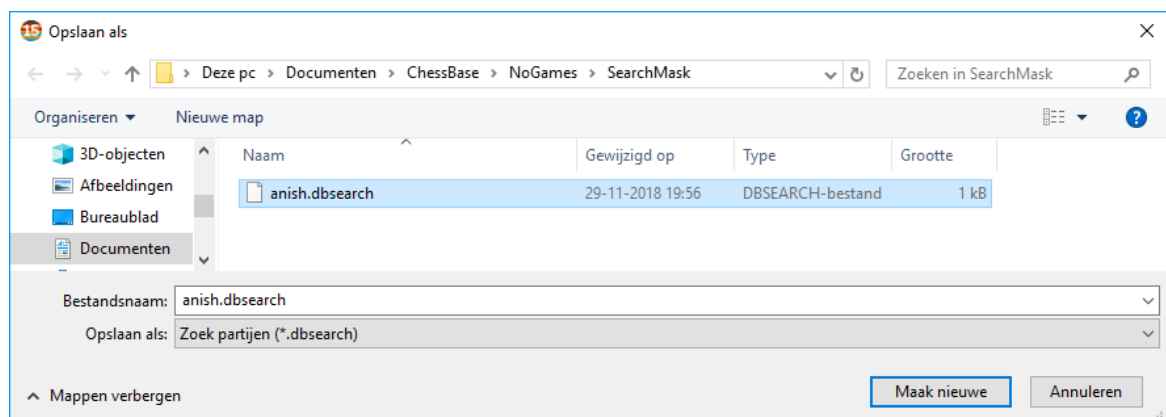 15 Opslaan als
Deze pc > Documenten > ChessBase > NoGames > SearchMask
Zoeken in SearchMask
Organiseren Nieuwe map ?
3D-objecten
Afbeeldingen
Bureaublad
Documenten
Naam Gewijzigd op Type Grootte
anish.dbsearch 29-11-2018 19:56 DBSEARCH-bestand 1 kB
Bestandsnaam: anish.dbsearch
Opslaan als: Zoek partijen (*.dbsearch)
Mappen verbergen Maak nieuwe Annuleren